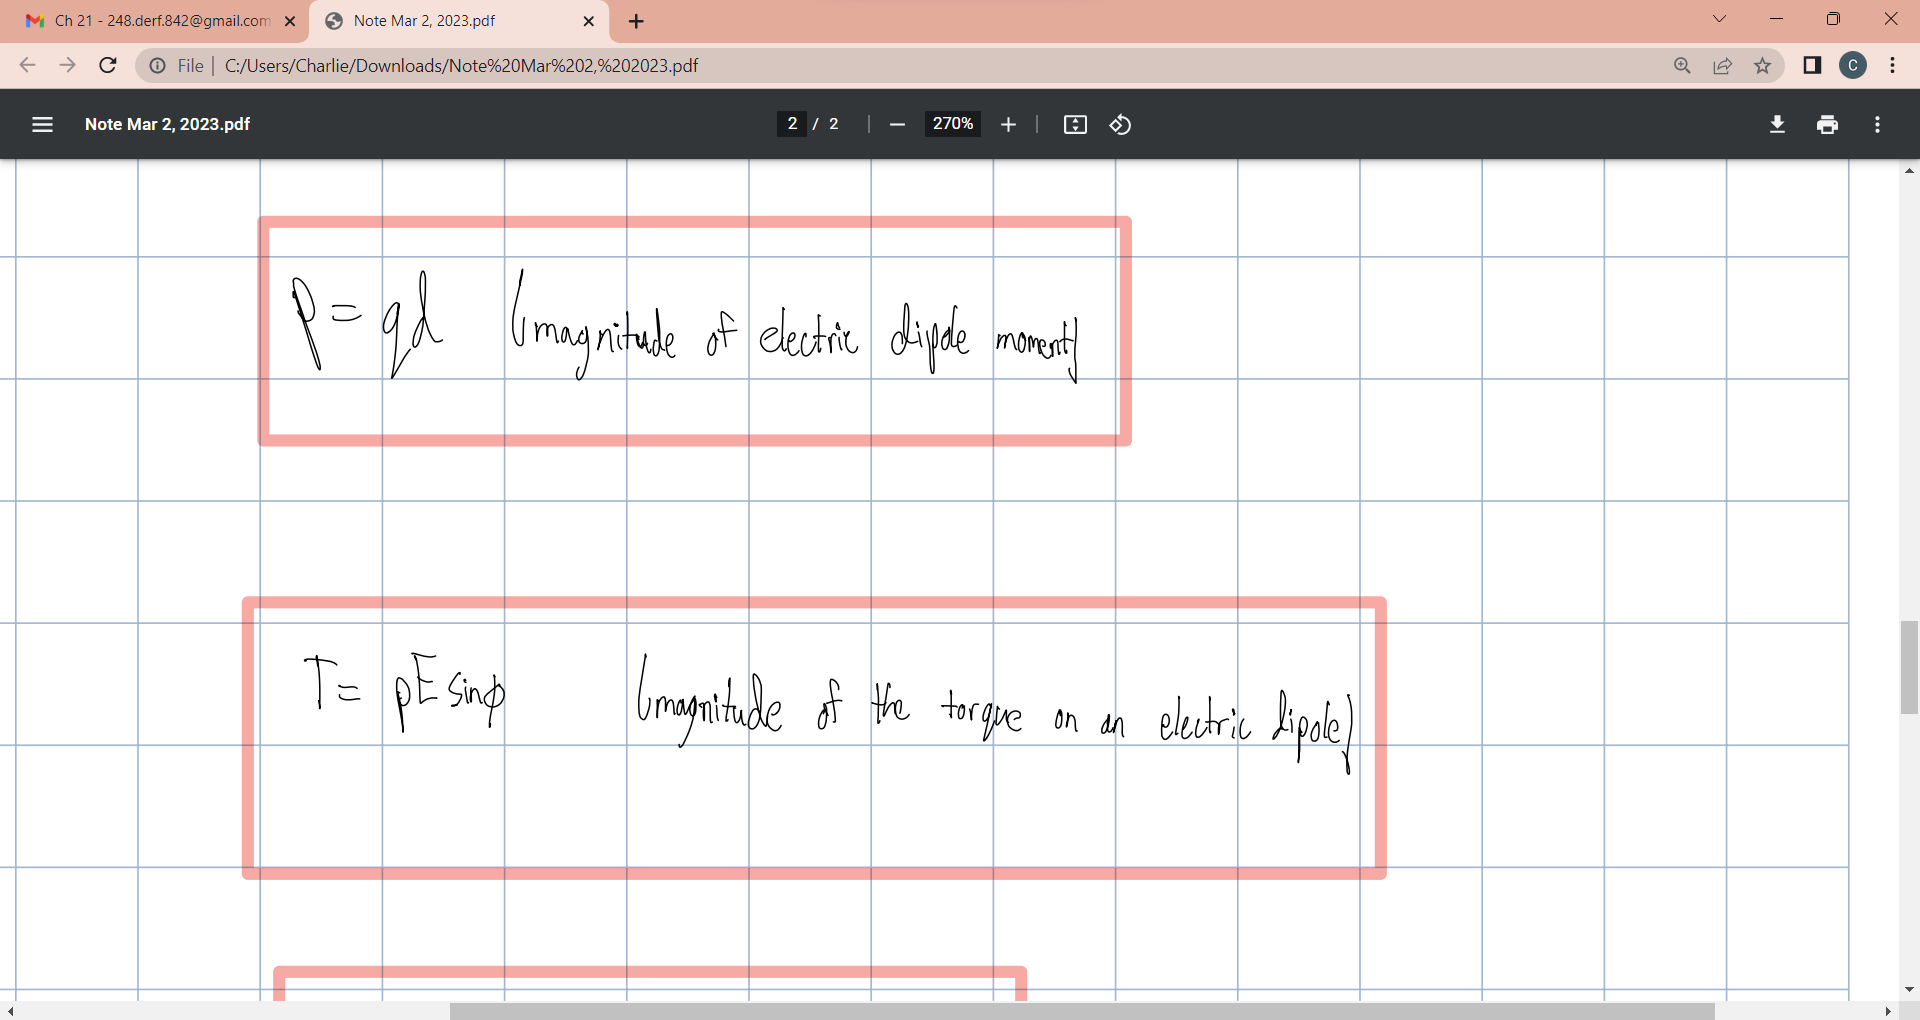 Ch 21 - 248.derf.842@gmail.com
Note Mar 2, 2023.pdf
File | C:/Users/Charlie/Downloads/Note%20Mar%202,%202023.pdf
C
Note Mar 2, 2023.pdf
2 / 2
270%
p = qd (magnitude of electric dipole moment)
T = pE sinϕ (magnitude of the torque on an electric dipole)